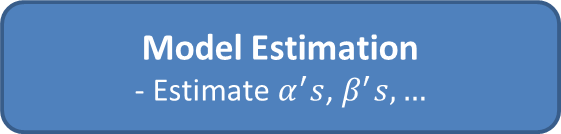 Model Estimation
- Estimate α′s, β′s, ...